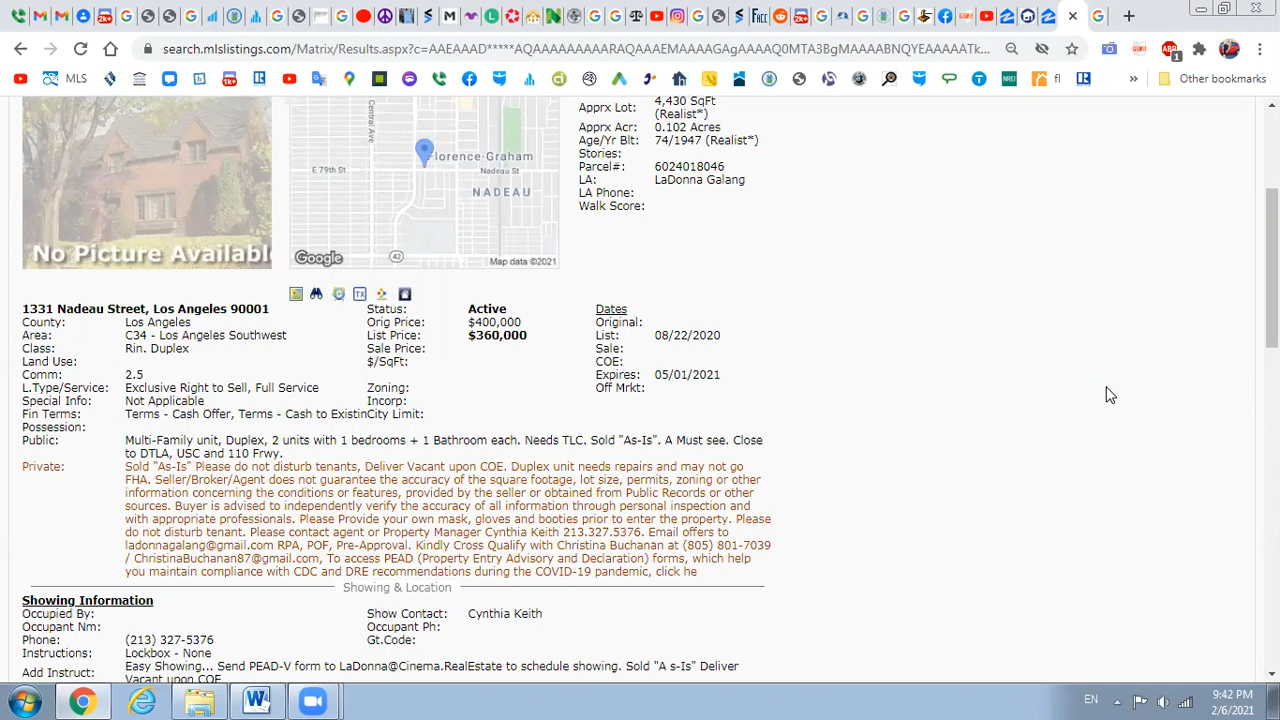 search.mlslistings.com/Matrix/Results.aspx?c=AAEAAAD*****AQAAAAAAAAARAQAAAEMAAAAGAgAAAAQ0MTA3BgMAAAABNQYEAAAAATk...
MLS
fl
» Other bookmarks
No Picture Available
Central Ave
E 79th St
Florence-Graham
Nadeau St
NADEAU
42
Google
Map data ©2021
Apprx Lot: 4,430 SqFt
(Realist*)
Apprx Acr: 0.102 Acres
Age/Yr Blt: 74/1947 (Realist*)
Stories:
Parcel#: 6024018046
LA: LaDonna Galang
LA Phone:
Walk Score:
TX
1331 Nadeau Street, Los Angeles 90001 Status: Active Dates
County: Los Angeles Orig Price: $400,000 Original:
Area: C34 - Los Angeles Southwest List Price: $360,000 List: 08/22/2020
Class: Rin. Duplex Sale Price: Sale:
Land Use: $/SqFt: COE:
Comm: 2.5 Expires: 05/01/2021
L.Type/Service: Exclusive Right to Sell, Full Service Zoning: Off Mrkt:
Special Info: Not Applicable Incorp:
Fin Terms: Terms - Cash Offer, Terms - Cash to Existin City Limit:
Possession:
Public: Multi-Family unit, Duplex, 2 units with 1 bedrooms + 1 Bathroom each. Needs TLC. Sold "As-Is". A Must see. Close
to DTLA, USC and 110 Frwy.
Private: Sold "As-Is" Please do not disturb tenants, Deliver Vacant upon COE. Duplex unit needs repairs and may not go
FHA. Seller/Broker/Agent does not guarantee the accuracy of the square footage, lot size, permits, zoning or other
information concerning the conditions or features, provided by the seller or obtained from Public Records or other
sources. Buyer is advised to independently verify the accuracy of all information through personal inspection and
with appropriate professionals. Please Provide your own mask, gloves and booties prior to enter the property. Please
do not disturb tenant. Please contact agent or Property Manager Cynthia Keith 213.327.5376. Email offers to
ladonnagalang@gmail.com RPA, POF, Pre-Approval. Kindly Cross Qualify with Christina Buchanan at (805) 801-7039
/ ChristinaBuchanan87@gmail.com, To access PEAD (Property Entry Advisory and Declaration) forms, which help
you maintain compliance with CDC and DRE recommendations during the COVID-19 pandemic, click he
Showing & Location
Showing Information
Occupied By: Show Contact: Cynthia Keith
Occupant Nm: Occupant Ph:
Phone: (213) 327-5376 Gt.Code:
Instructions: Lockbox - None
Add Instruct: Easy Showing... Send PEAD-V form to LaDonna@Cinema.RealEstate to schedule showing. Sold "A s-Is" Deliver
Vacant upon COE
EN
9:42 PM
2/6/2021